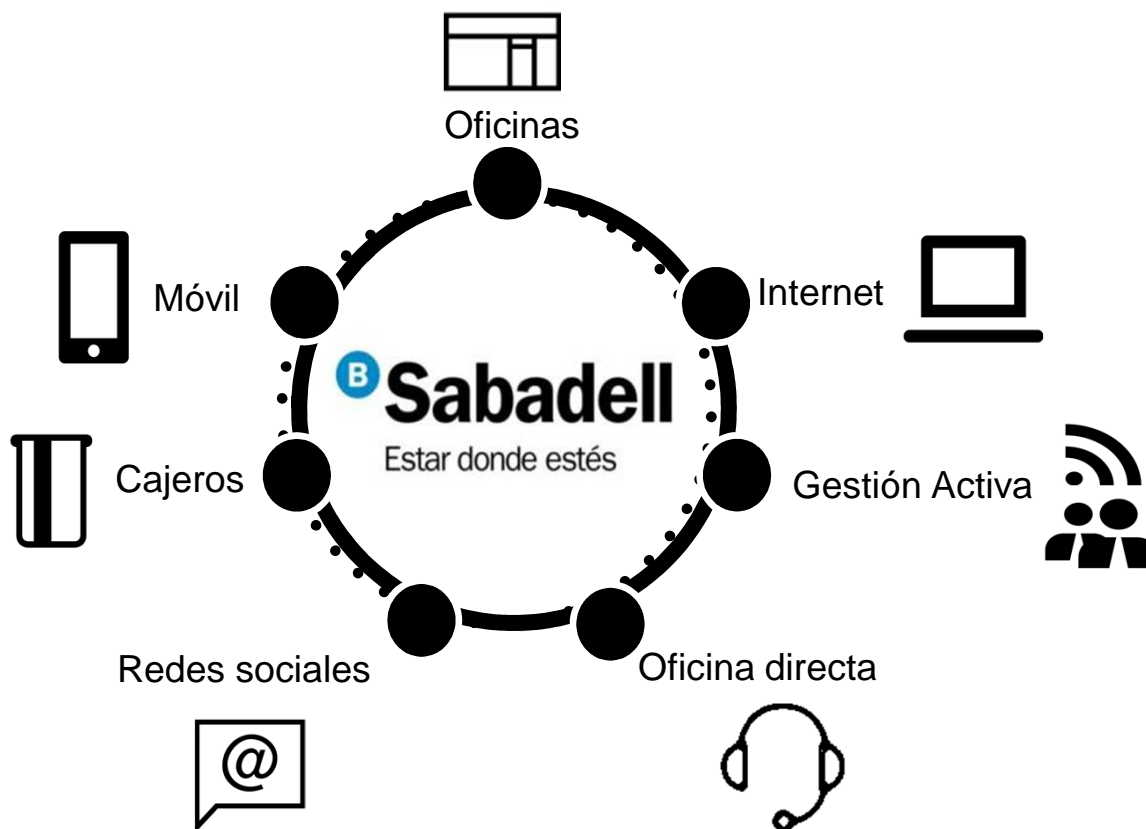 Oficinas
Móvil
Internet
B Sabadell
Estar donde estés
Cajeros
Gestión Activa
Redes sociales
Oficina directa
@